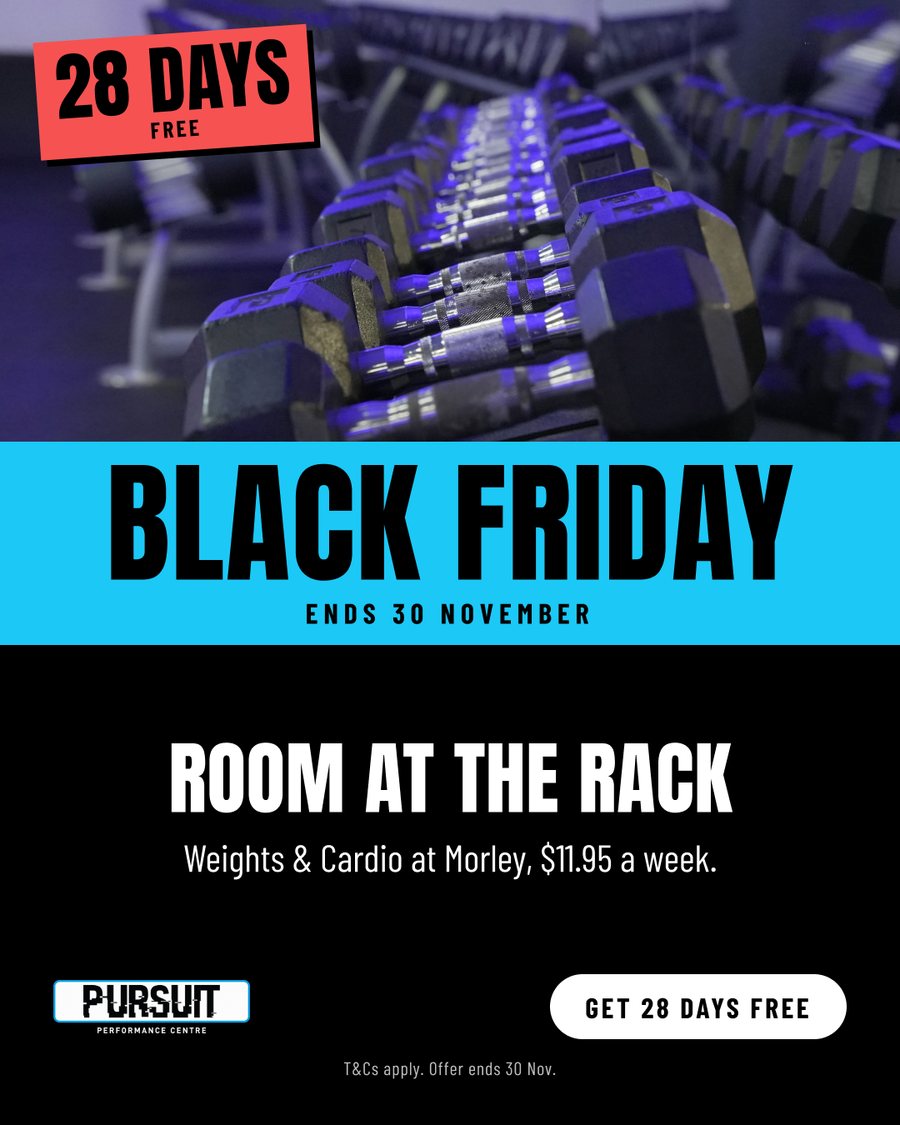 28 DAYS
FREE
BLACK FRIDAY
ENDS 30 NOVEMBER
ROOM AT THE RACK
Weights & Cardio at Morley, $11.95 a week.
PURSUIT
PERFORMANCE CENTRE
GET 28 DAYS FREE
T&Cs apply. Offer ends 30 Nov.